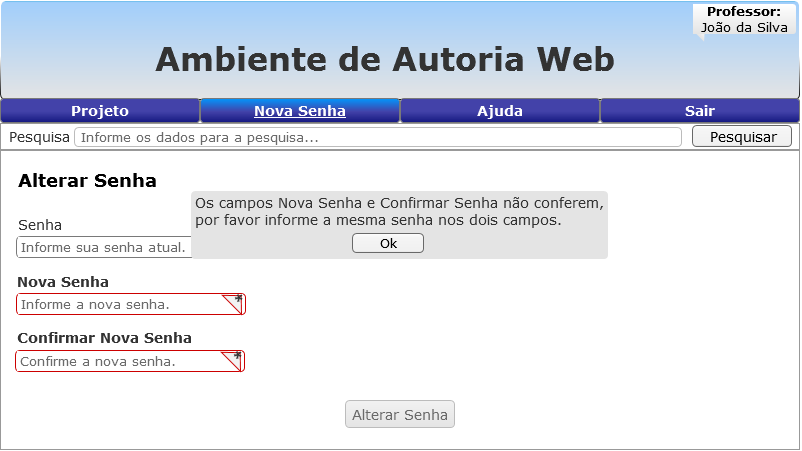 Professor:
João da Silva
Ambiente de Autoria Web
Projeto
Nova Senha
Ajuda
Sair
Pesquisa
Informe os dados para a pesquisa...
Pesquisar
Alterar Senha
Os campos Nova Senha e Confirmar Senha não conferem,
por favor informe a mesma senha nos dois campos.
Ok
Senha
Informe sua senha atual.
Nova Senha
Informe a nova senha.
*
Confirmar Nova Senha
Confirme a nova senha.
*
Alterar Senha